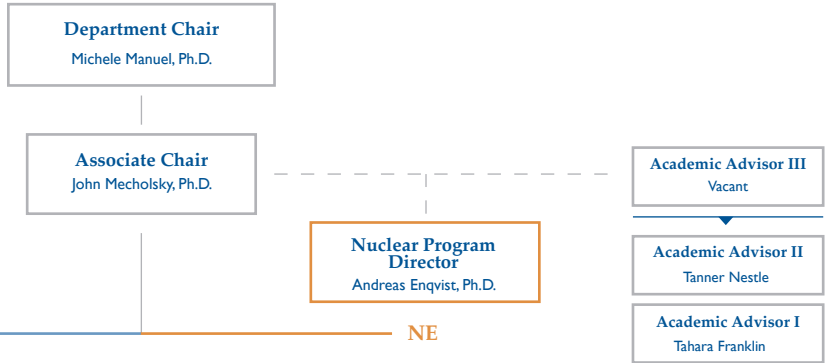 Department Chair
Michele Manuel, Ph.D.
Associate Chair
John Mecholsky, Ph.D.
Nuclear Program
Director
Andreas Enqvist, Ph.D.
NE
Academic Advisor III
Vacant
Academic Advisor II
Tanner Nestle
Academic Advisor I
Tahara Franklin